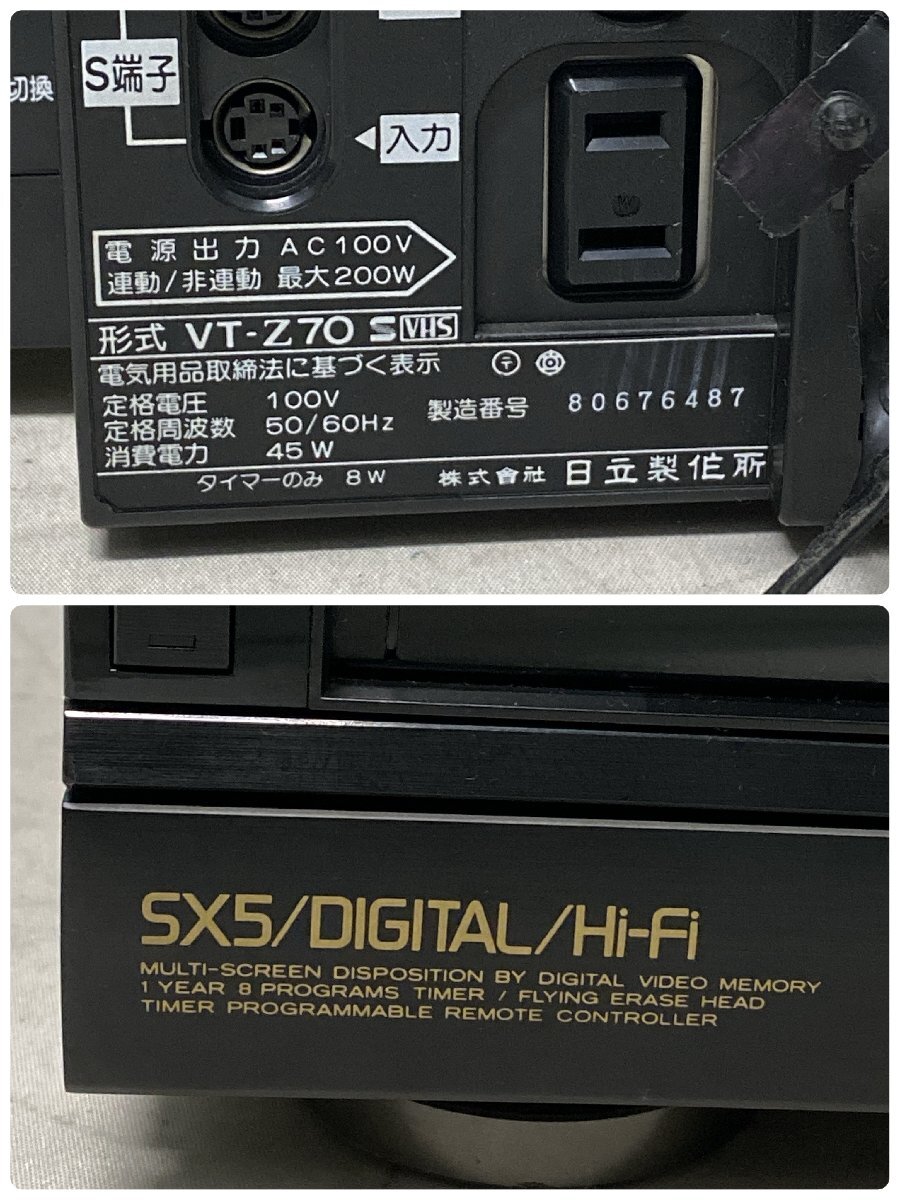 切換
S端子
入力
電源出力 AC100V
連動/非連動 最大200W
形式 VT-Z70 S VHS
電気用品取締法に基づく表示 〒
定格電圧 100V
定格周波数 50/60Hz
消費電力 45W
製造番号 80676487
タイマーのみ 8W
株式會社 日立製作所
SX5/DIGITAL/Hi-Fi
MULTI-SCREEN DISPOSITION BY DIGITAL VIDEO MEMORY
1 YEAR 8 PROGRAMS TIMER / FLYING ERASE HEAD
TIMER PROGRAMMABLE REMOTE CONTROLLER